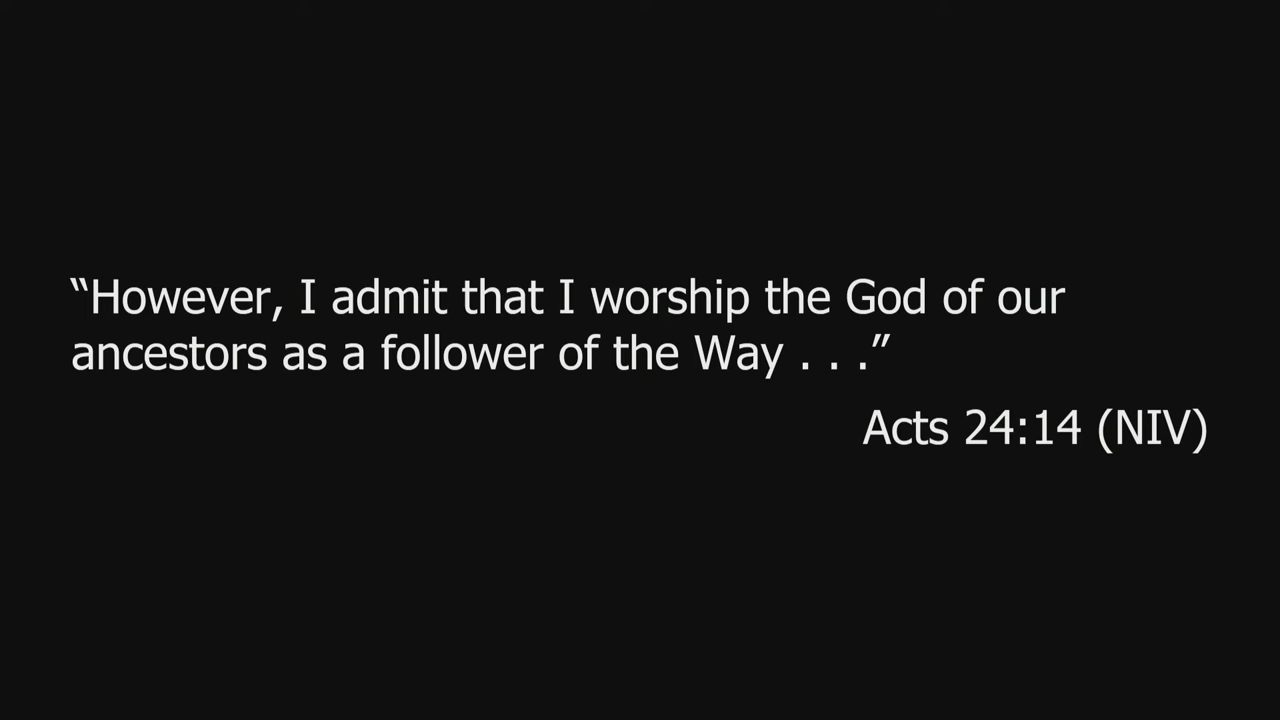 “However, I admit that I worship the God of our
ancestors as a follower of the Way . . .”
Acts 24:14 (NIV)